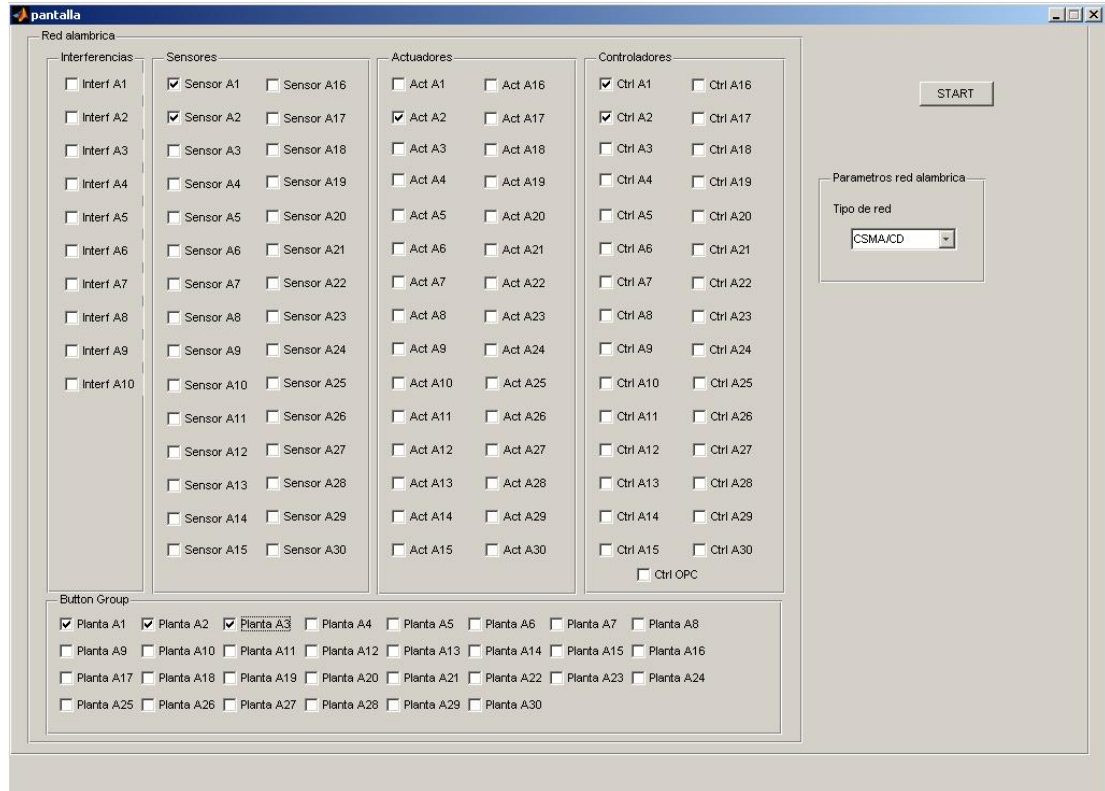 pantalla
Red alambrica
Interferencias
Interf A1
Interf A2
Interf A3
Interf A4
Interf A5
Interf A6
Interf A7
Interf A8
Interf A9
Interf A10
Sensores
Sensor A1
Sensor A2
Sensor A3
Sensor A4
Sensor A5
Sensor A6
Sensor A7
Sensor A8
Sensor A9
Sensor A10
Sensor A11
Sensor A12
Sensor A13
Sensor A14
Sensor A15
Sensor A16
Sensor A17
Sensor A18
Sensor A19
Sensor A20
Sensor A21
Sensor A22
Sensor A23
Sensor A24
Sensor A25
Sensor A26
Sensor A27
Sensor A28
Sensor A29
Sensor A30
Actuadores
Act A1
Act A2
Act A3
Act A4
Act A5
Act A6
Act A7
Act A8
Act A9
Act A10
Act A11
Act A12
Act A13
Act A14
Act A15
Act A16
Act A17
Act A18
Act A19
Act A20
Act A21
Act A22
Act A23
Act A24
Act A25
Act A26
Act A27
Act A28
Act A29
Act A30
Controladores
Ctrl A1
Ctrl A2
Ctrl A3
Ctrl A4
Ctrl A5
Ctrl A6
Ctrl A7
Ctrl A8
Ctrl A9
Ctrl A10
Ctrl A11
Ctrl A12
Ctrl A13
Ctrl A14
Ctrl A15
Ctrl A16
Ctrl A17
Ctrl A18
Ctrl A19
Ctrl A20
Ctrl A21
Ctrl A22
Ctrl A23
Ctrl A24
Ctrl A25
Ctrl A26
Ctrl A27
Ctrl A28
Ctrl A29
Ctrl A30
Ctrl OPC
Button Group
Planta A1 Planta A2 Planta A3 Planta A4 Planta A5 Planta A6 Planta A7 Planta A8
Planta A9 Planta A10 Planta A11 Planta A12 Planta A13 Planta A14 Planta A15 Planta A16
Planta A17 Planta A18 Planta A19 Planta A20 Planta A21 Planta A22 Planta A23 Planta A24
Planta A25 Planta A26 Planta A27 Planta A28 Planta A29 Planta A30
START
Parametros red alambrica
Tipo de red
CSMA/CD